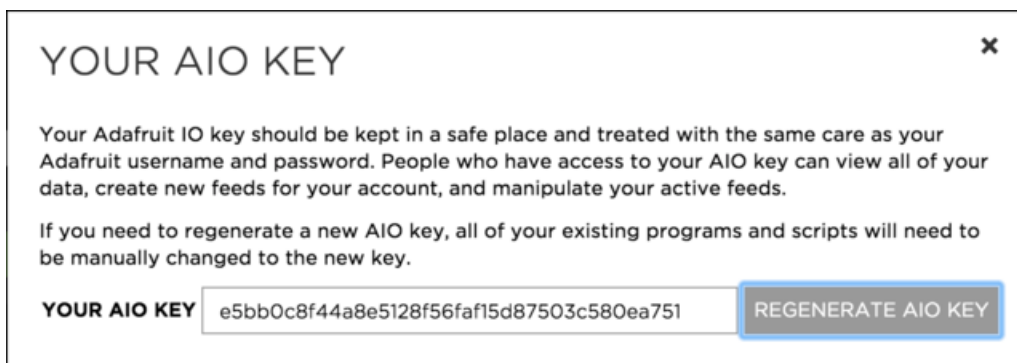 YOUR AIO KEY
Your Adafruit IO key should be kept in a safe place and treated with the same care as your
Adafruit username and password. People who have access to your AIO key can view all of your
data, create new feeds for your account, and manipulate your active feeds.
If you need to regenerate a new AIO key, all of your existing programs and scripts will need to
be manually changed to the new key.
YOUR AIO KEY e5bb0c8f44a8e5128f56faf15d87503c580ea751 REGENERATE AIO KEY